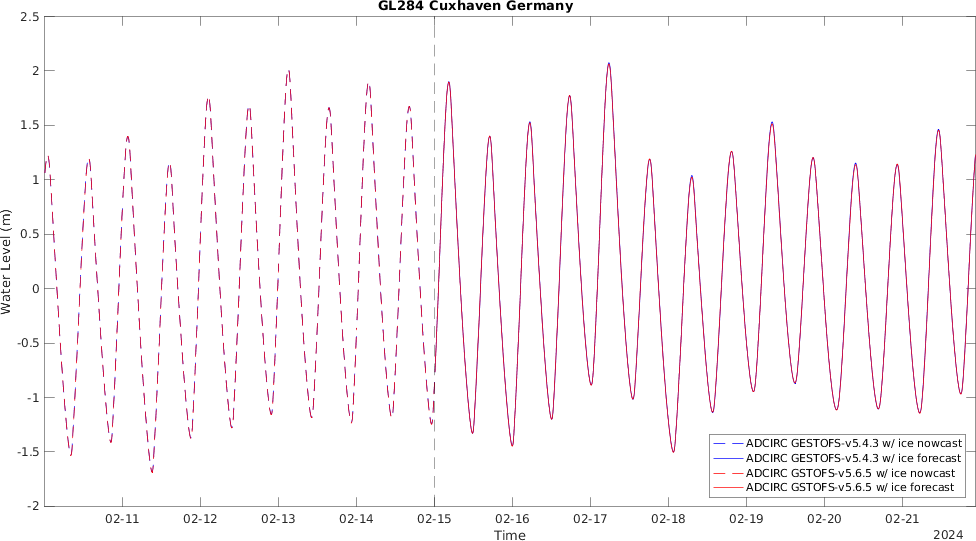 GL284 Cuxhaven Germany
2.5
2
1.5
1
0.5
0
-0.5
-1
-1.5
-2
Water Level (m)
ADCIRC GESTOFS-v5.4.3 w/ ice nowcast
ADCIRC GESTOFS-v5.4.3 w/ ice forecast
ADCIRC GSTOFS-v5.6.5 w/ ice nowcast
ADCIRC GSTOFS-v5.6.5 w/ ice forecast
02-11 02-12 02-13 02-14 02-15 02-16 02-17 02-18 02-19 02-20 02-21
Time
2024